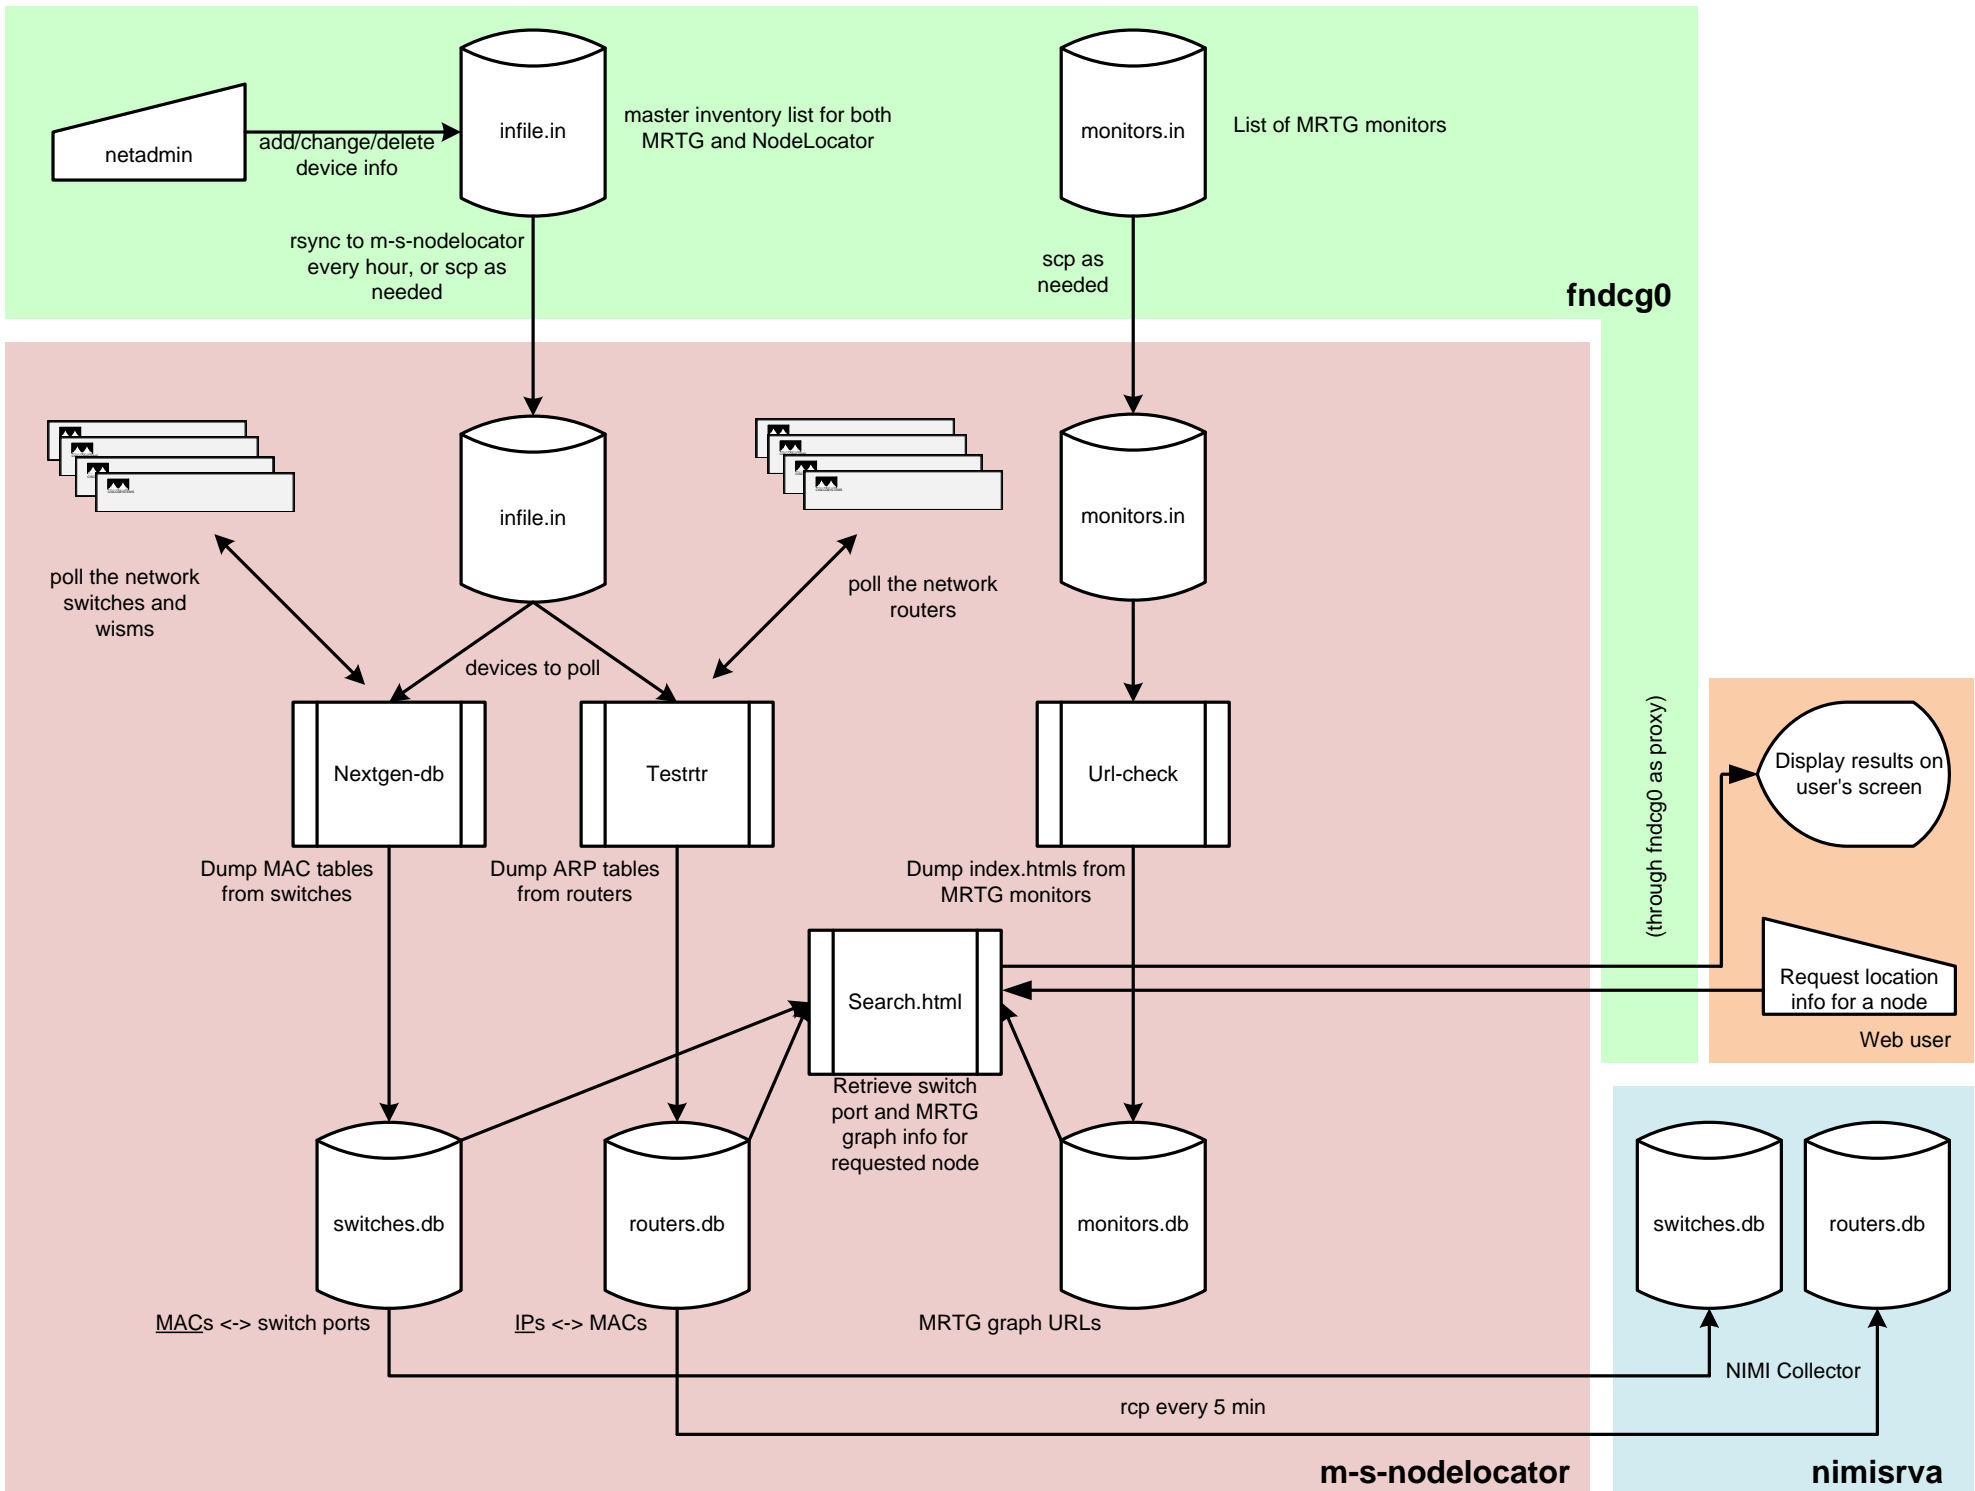 infile.in
monitors.in
netadmin
add/change/delete
device info
master inventory list for both
MRTG and NodeLocator
List of MRTG monitors
rsync to m-s-nodelocator
every hour, or scp as
needed
scp as
needed
fndcg0
infile.in
monitors.in
poll the network
switches and
wisms
poll the network
routers
devices to poll
Nextgen-db
Testrtr
Url-check
(through fndcg0 as proxy)
Display results on
user's screen
Dump MAC tables
from switches
Dump ARP tables
from routers
Dump index.htmls from
MRTG monitors
Search.html
Request location
info for a node
Web user
Retrieve switch
port and MRTG
graph info for
requested node
switches.db
routers.db
monitors.db
switches.db
routers.db
MACs <-> switch ports
IPs <-> MACs
MRTG graph URLs
NIMI Collector
rcp every 5 min
m-s-nodelocator
nimisrva